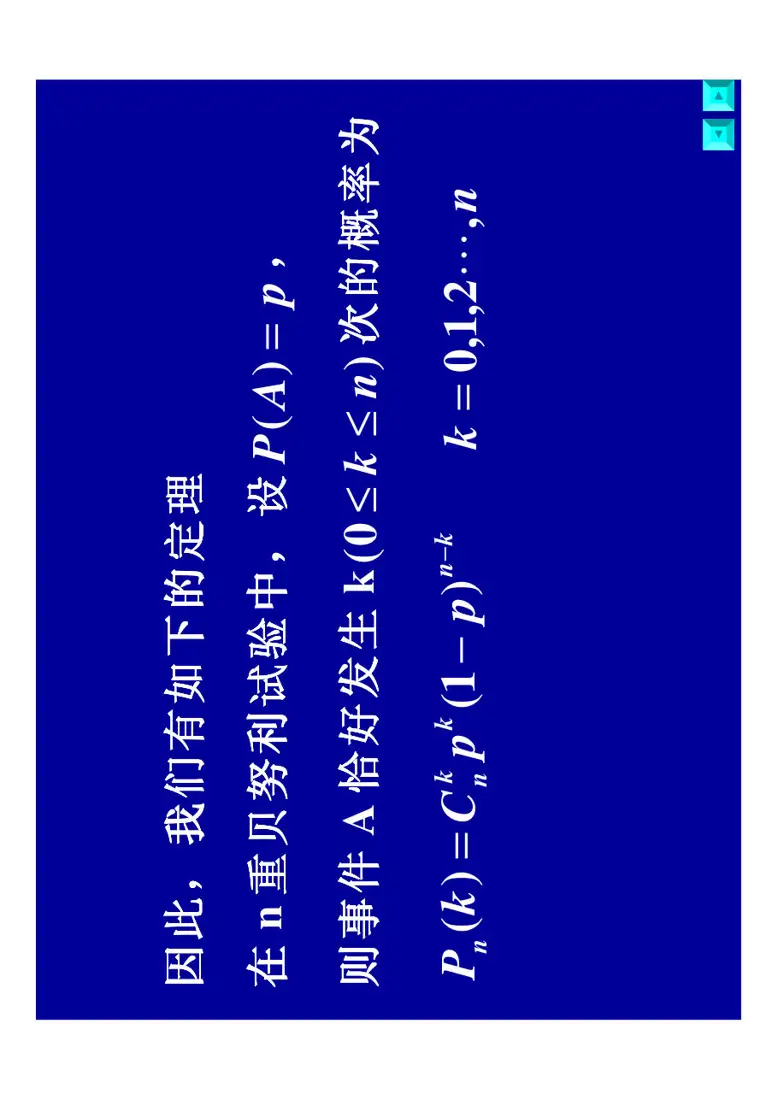 因此，我们有如下的定理
在 n 重贝努利试验中，设 P(A) = p ，
则事件 A 恰好发生 k(0 ≤ k ≤ n) 次的概率为
Pₙ(k) = Cₙᵏ pᵏ (1 − p)ⁿ⁻ᵏ k = 0,1,2⋯,n